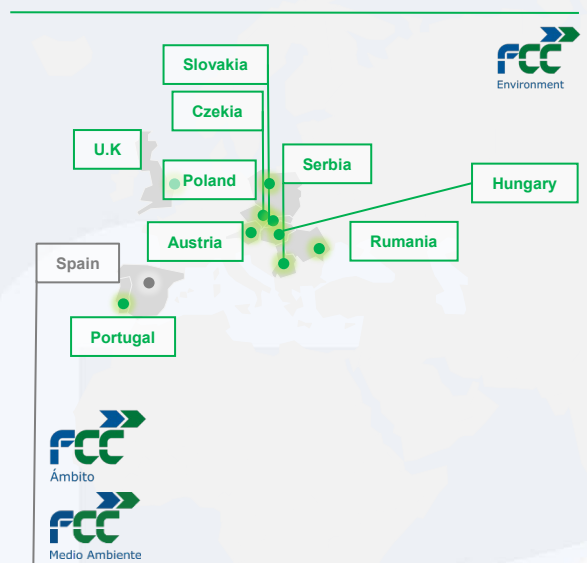 FCC
Environment
Slovakia
Czekia
U.K
Serbia
Poland
Hungary
Austria
Rumania
Spain
Portugal
FCC
Ámbito
FCC
Medio Ambiente